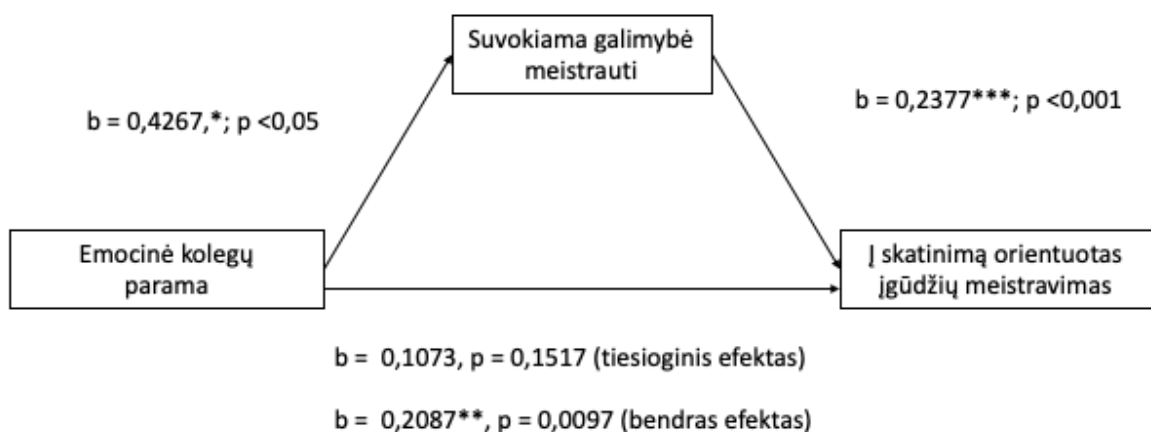 Suvokiama galimybė
meistrauti
b = 0,4267,*; p <0,05
b = 0,2377***; p <0,001
Emocinė kolegų
parama
Į skatinimą orientuotas
įgūdžių meistravimas
b =  0,1073, p = 0,1517 (tiesioginis efektas)
b =  0,2087**, p = 0,0097 (bendras efektas)